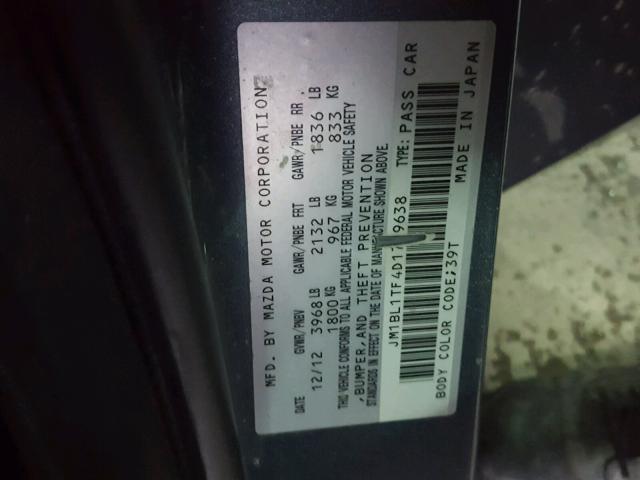 MFD. BY MAZDA MOTOR CORPORATION
DATE GVWR/PNBV GAWR/PNBE FRT GAWR/PNBE RR
12/12 3968 LB 2132 LB 1836 LB
1800 KG 967 KG 833 KG
THIS VEHICLE CONFORMS TO ALL APPLICABLE FEDERAL MOTOR VEHICLE SAFETY
,BUMPER,AND THEFT PREVENTION
STANDARDS IN EFFECT ON THE DATE OF MANUFACTURE SHOWN ABOVE.
TYPE: PASS CAR
MADE IN JAPAN
BODY COLOR CODE;39T